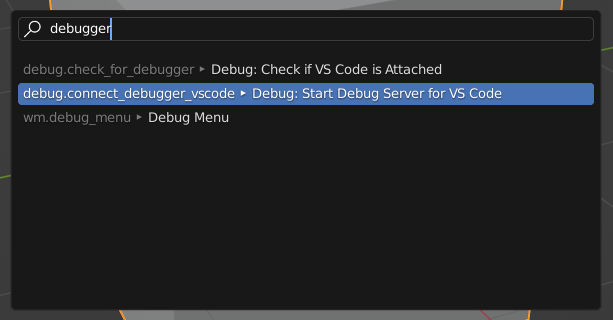 debugger
debug.check_for_debugger ▸ Debug: Check if VS Code is Attached
debug.connect_debugger_vscode ▸ Debug: Start Debug Server for VS Code
wm.debug_menu ▸ Debug Menu